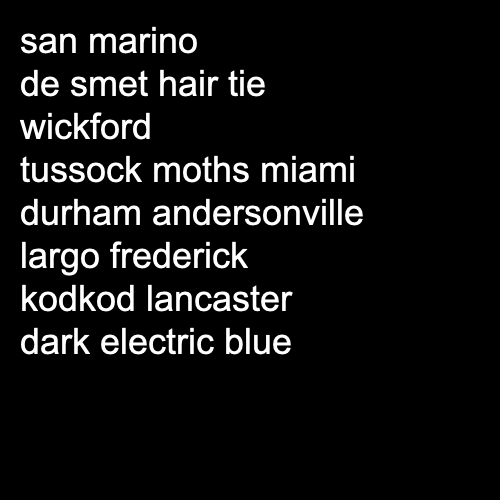 san marino
de smet hair tie
wickford
tussock moths miami
durham andersonville
largo frederick
kodkod lancaster
dark electric blue